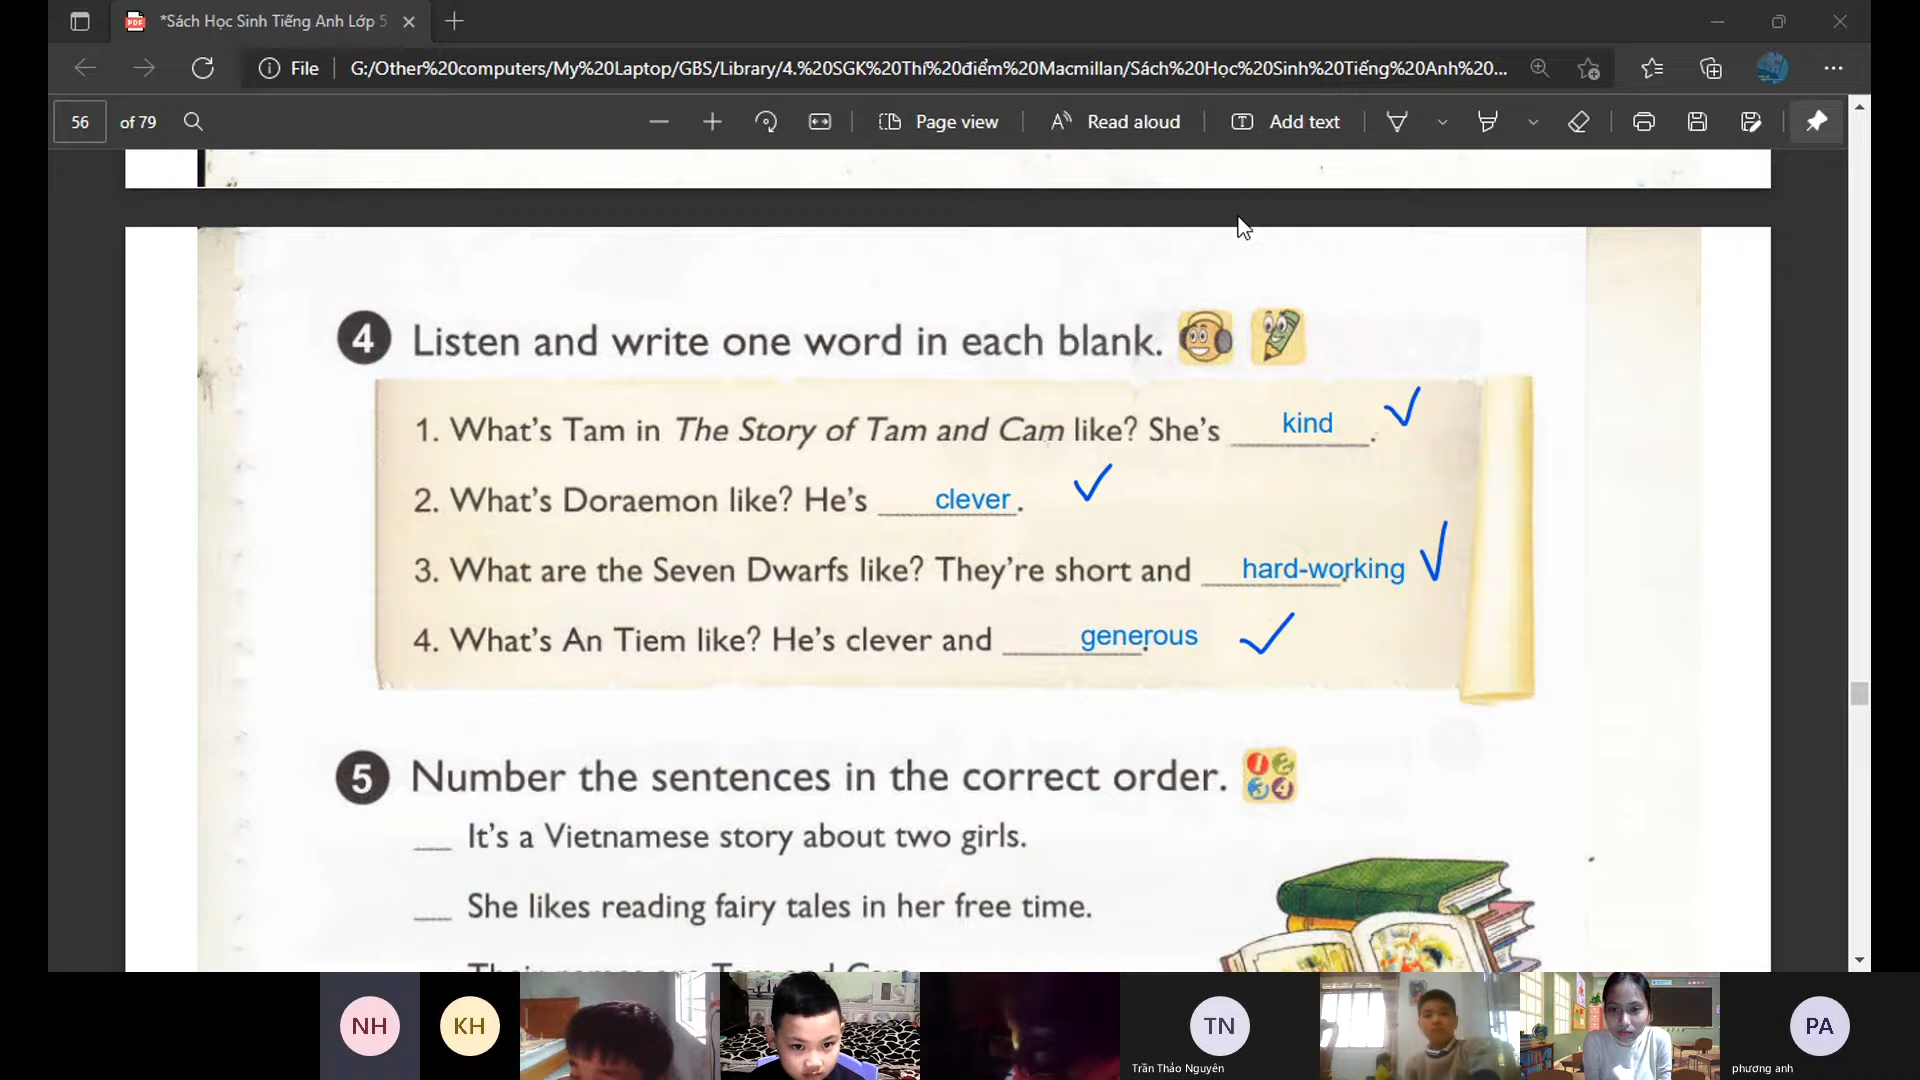 *Sách Học Sinh Tiếng Anh Lớp 5
File
G:/Other%20computers/My%20Laptop/GBS/Library/4.%20SGK%20Thí%20điểm%20Macmillan/Sách%20Học%20Sinh%20Tiếng%20Anh%20...
56 of 79
Page view
Read aloud
Add text
4 Listen and write one word in each blank.
1. What's Tam in The Story of Tam and Cam like? She's kind.
2. What's Doraemon like? He's clever.
3. What are the Seven Dwarfs like? They're short and hard-working.
4. What's An Tiem like? He's clever and generous.
5 Number the sentences in the correct order.
1 2
3 4
__ It's a Vietnamese story about two girls.
__ She likes reading fairy tales in her free time.
NH
KH
TN
Trần Thảo Nguyên
PA
phương anh